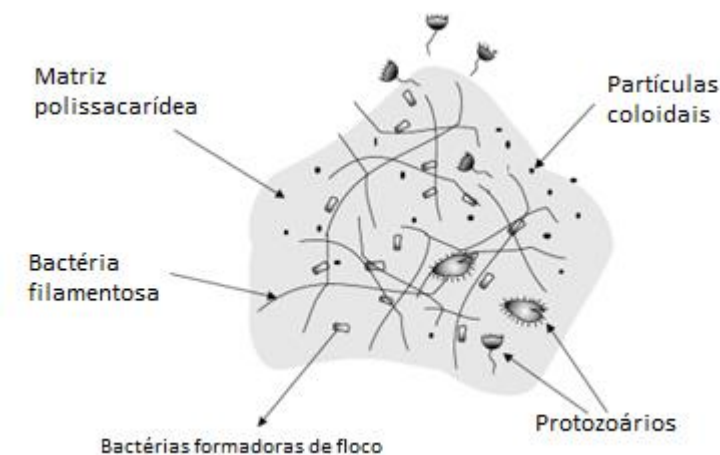 Matriz
polissacarídea
Partículas
coloidais
Bactéria
filamentosa
Protozoários
Bactérias formadoras de floco